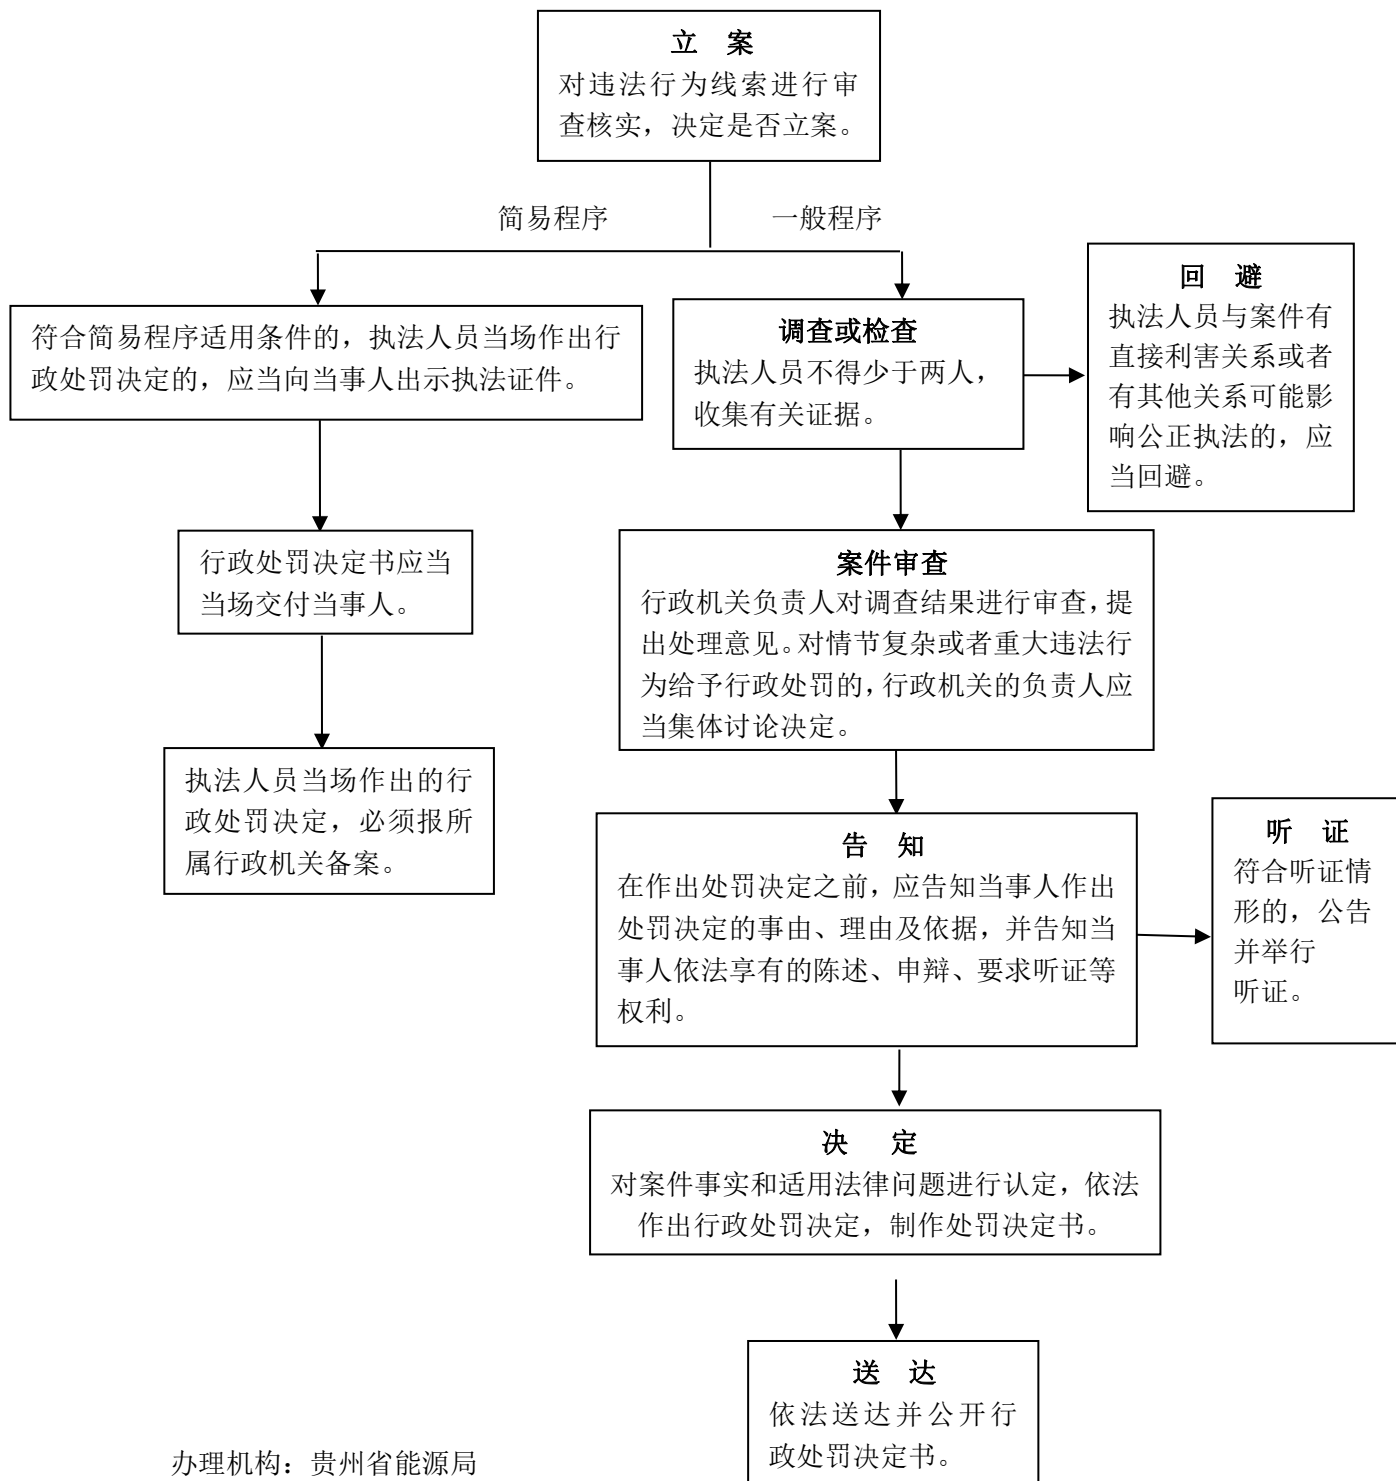 立 案
对违法行为线索进行审
查核实，决定是否立案。
简易程序
一般程序
符合简易程序适用条件的，执法人员当场作出行
政处罚决定的，应当向当事人出示执法证件。
行政处罚决定书应当
当场交付当事人。
执法人员当场作出的行
政处罚决定，必须报所
属行政机关备案。
调查或检查
执法人员不得少于两人，
收集有关证据。
回 避
执法人员与案件有
直接利害关系或者
有其他关系可能影
响公正执法的，应
当回避。
案件审查
行政机关负责人对调查结果进行审查，提
出处理意见。对情节复杂或者重大违法行
为给予行政处罚的，行政机关的负责人应
当集体讨论决定。
告 知
在作出处罚决定之前，应告知当事人作出
处罚决定的事由、理由及依据，并告知当
事人依法享有的陈述、申辩、要求听证等
权利。
听 证
符合听证情
形的，公告
并举行
听证。
决 定
对案件事实和适用法律问题进行认定，依法
作出行政处罚决定，制作处罚决定书。
送 达
依法送达并公开行
政处罚决定书。
办理机构：贵州省能源局